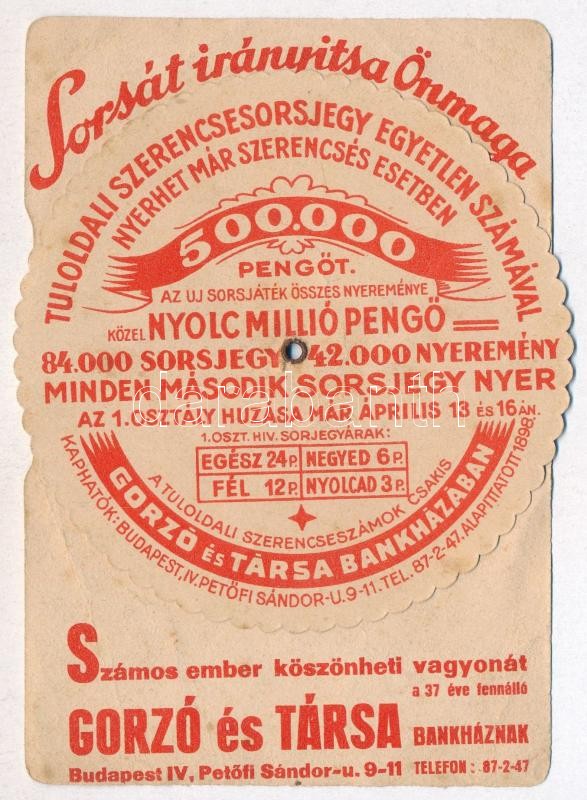 Sorsát irányitsa Önmaga
TULOLDALI SZERENCSESORSJEGY EGYETLEN SZÁMÁVAL
NYERHET MÁR SZERENCSÉS ESETBEN
500.000
PENGŐT.
AZ UJ SORSJÁTÉK ÖSSZES NYEREMÉNYE
KÖZEL NYOLC MILLIÓ PENGŐ
84.000 SORSJEGY 42.000 NYEREMÉNY
MINDEN MÁSODIK SORSJEGY NYER
AZ 1. OSZTÁLY HUZÁSA MÁR ÁPRILIS 13 ÉS 16ÁN.
1. OSZT. HIV. SORJEGYÁRAK:
EGÉSZ 24 P. NEGYED 6 P.
FÉL 12 P. NYOLCAD 3 P.
A TULOLDALI SZERENCSESZÁMOK CSAKIS
GORZÓ ÉS TÁRSA BANKHÁZÁBAN
KAPHATÓK: BUDAPEST, IV. PETŐFI SÁNDOR-U. 9-11. TEL. 87-2-47. ALAPITTATOTT 1898.
Számos ember köszönheti vagyonát
a 37 éve fennálló
GORZÓ és TÁRSA BANKHÁZNAK
Budapest IV, Petőfi Sándor-u. 9-11 TELEFON: 87-2-47
darabanth